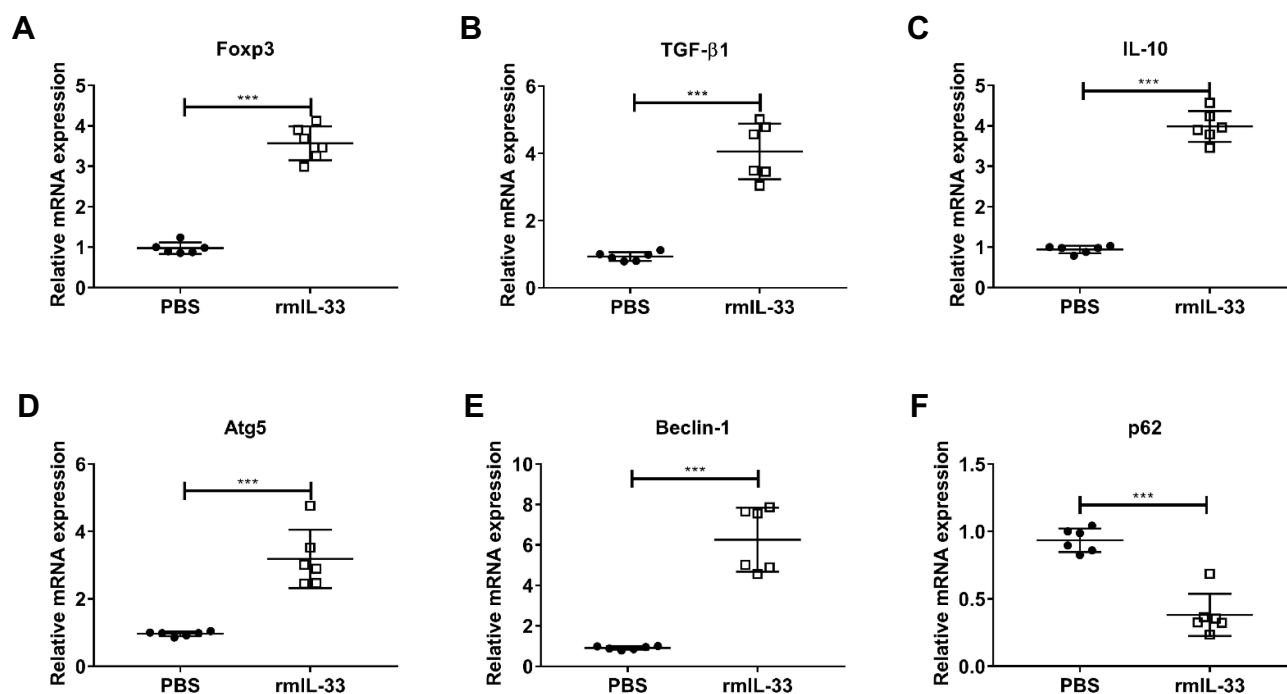 A
Foxp3
Relative mRNA expression
5
4
3
2
1
0
***
PBS
rmIL-33
B
TGF-β1
Relative mRNA expression
6
4
2
0
***
PBS
rmIL-33
C
IL-10
Relative mRNA expression
5
4
3
2
1
0
***
PBS
rmIL-33
D
Atg5
Relative mRNA expression
6
4
2
0
***
PBS
rmIL-33
E
Beclin-1
Relative mRNA expression
10
8
6
4
2
0
***
PBS
rmIL-33
F
p62
Relative mRNA expression
1.5
1.0
0.5
0.0
***
PBS
rmIL-33